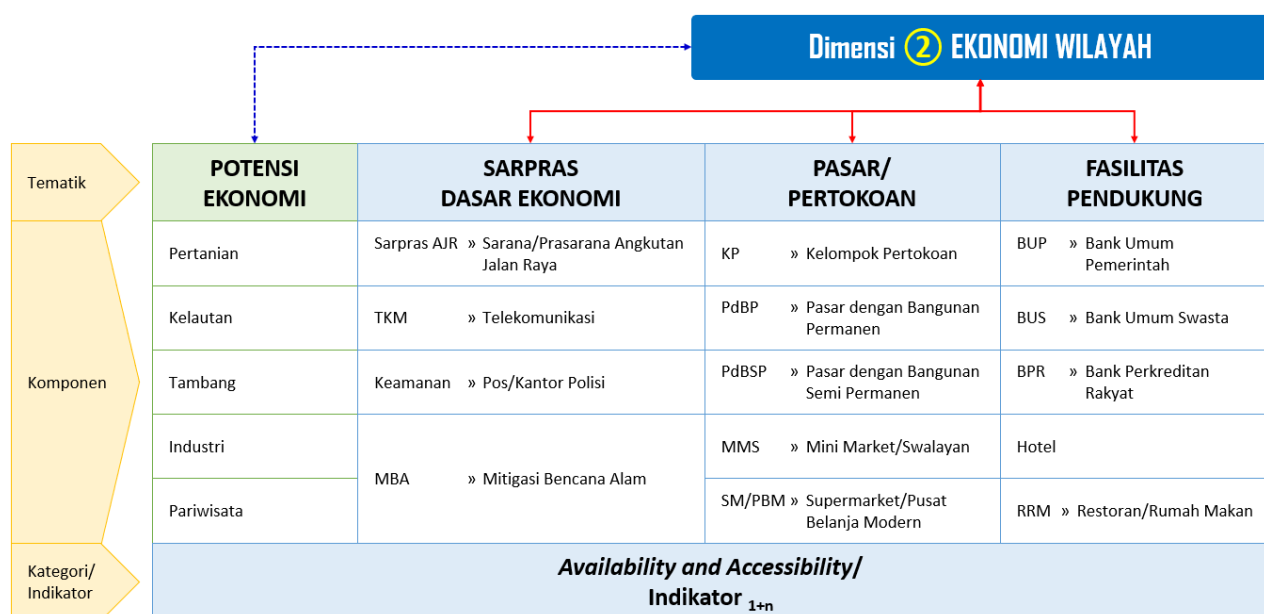 Dimensi ② EKONOMI WILAYAH
Tematik
POTENSI
EKONOMI
SARPRAS
DASAR EKONOMI
PASAR/
PERTOKOAN
FASILITAS
PENDUKUNG
Komponen
Pertanian
Sarpras AJR » Sarana/Prasarana Angkutan
Jalan Raya
KP » Kelompok Pertokoan
BUP » Bank Umum
Pemerintah
Kelautan
TKM » Telekomunikasi
PdBP » Pasar dengan Bangunan
Permanen
BUS » Bank Umum Swasta
Tambang
Keamanan » Pos/Kantor Polisi
PdBSP » Pasar dengan Bangunan
Semi Permanen
BPR » Bank Perkreditan
Rakyat
Industri
MBA » Mitigasi Bencana Alam
MMS » Mini Market/Swalayan
Hotel
Pariwisata
SM/PBM » Supermarket/Pusat
Belanja Modern
RRM » Restoran/Rumah Makan
Kategori/
Indikator
Availability and Accessibility/
Indikator 1+n